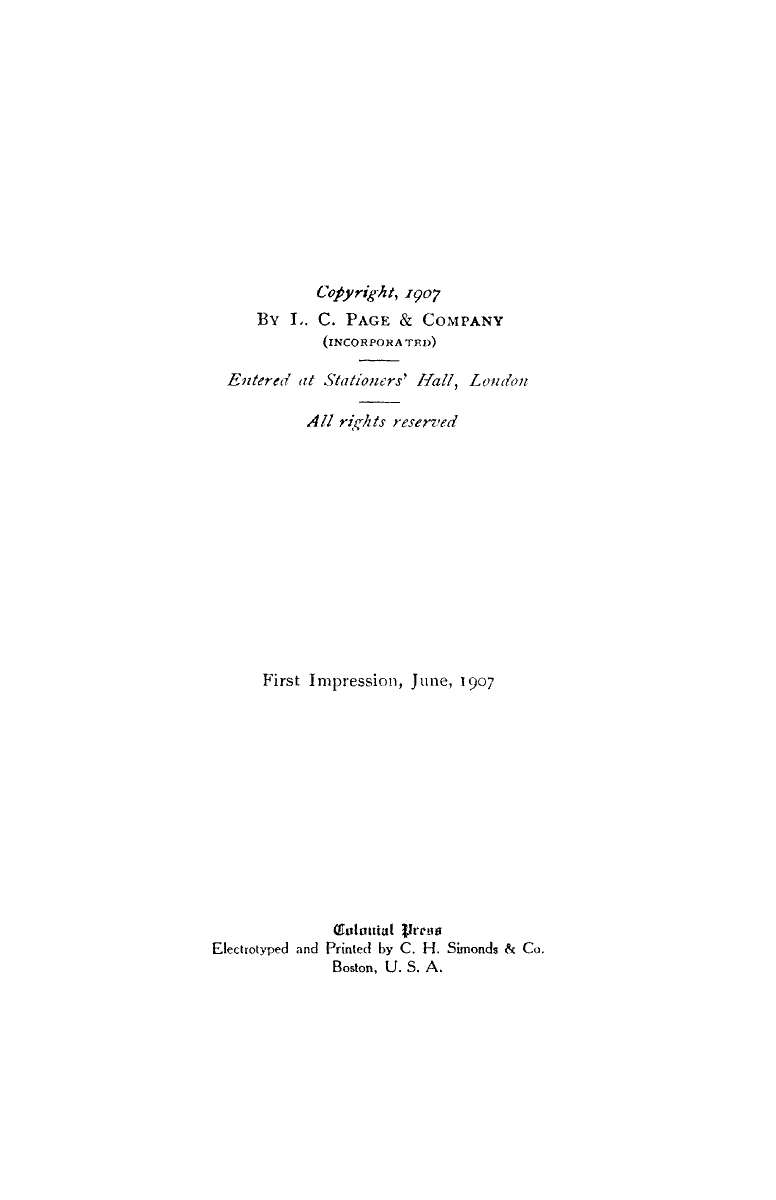 Copyright, 1907
By L. C. Page & Company
(INCORPORATED)
Entered at Stationers' Hall, London
All rights reserved
First Impression, June, 1907
Colonial Press
Electrotyped and Printed by C. H. Simonds & Co.
Boston, U. S. A.